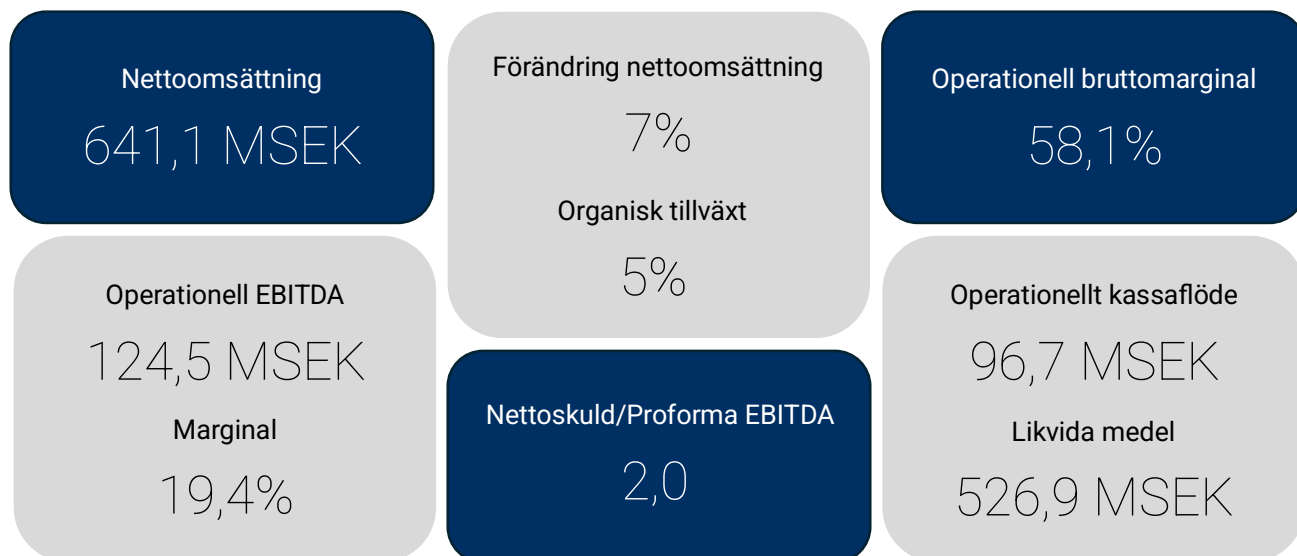 Nettoomsättning
641,1 MSEK
Förändring nettoomsättning
7%
Organisk tillväxt
5%
Operationell bruttomarginal
58,1%
Operationell EBITDA
124,5 MSEK
Marginal
19,4%
Nettoskuld/Proforma EBITDA
2,0
Operationellt kassaflöde
96,7 MSEK
Likvida medel
526,9 MSEK